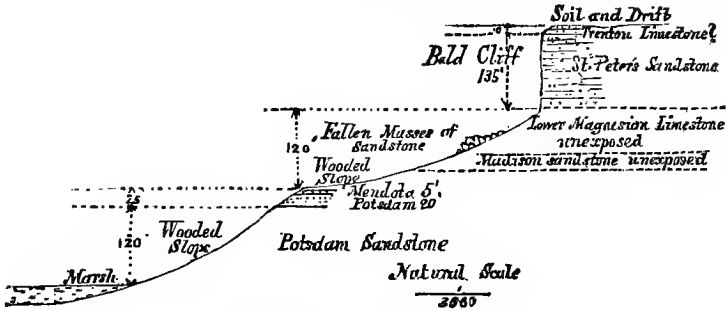 Soil and Drift
Trenton Limestone?
Bald Cliff
135'
St. Peter's Sandstone
Fallen Masses of
Sandstone
120
Lower Magnesian Limestone
unexposed
Madison sandstone unexposed
Wooded
Slope
Mendota 5'
Potsdam 20'
25
Wooded
Slope
120'
Potsdam Sandstone
Marsh
Natural Scale